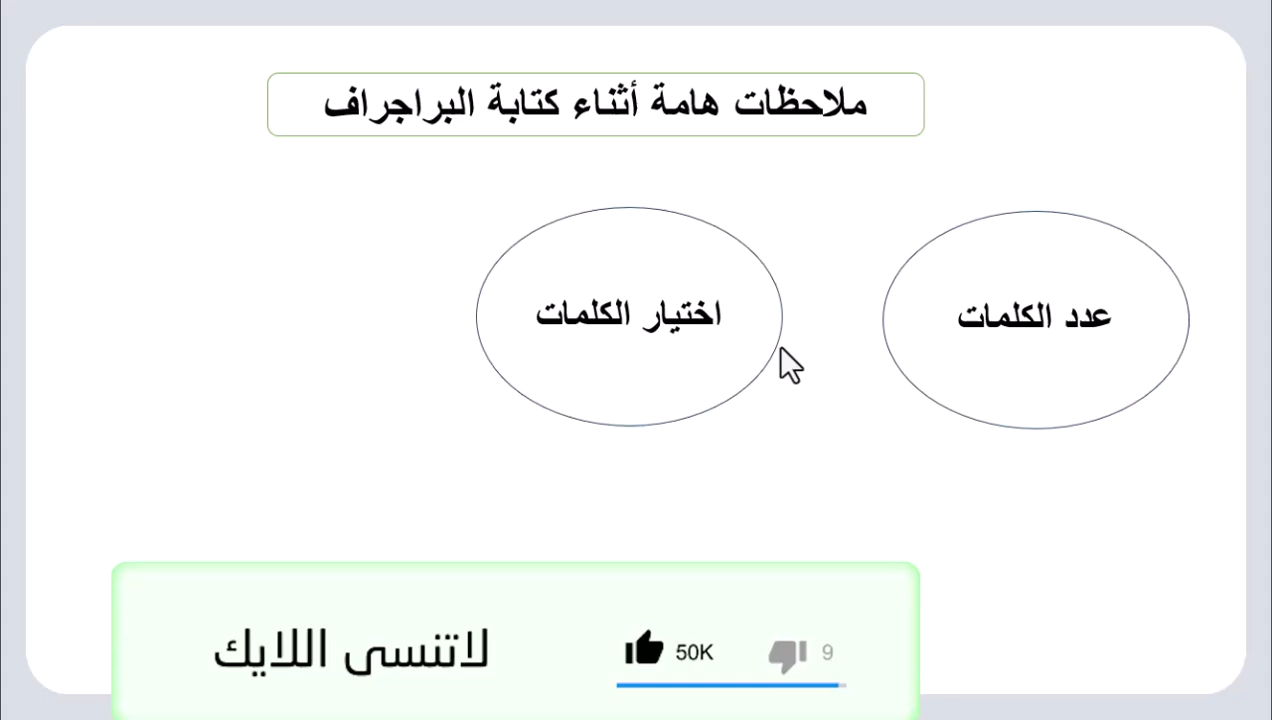 ملاحظات هامة أثناء كتابة البراجراف
عدد الكلمات
اختيار الكلمات
لاتنسى اللايك
50K
9